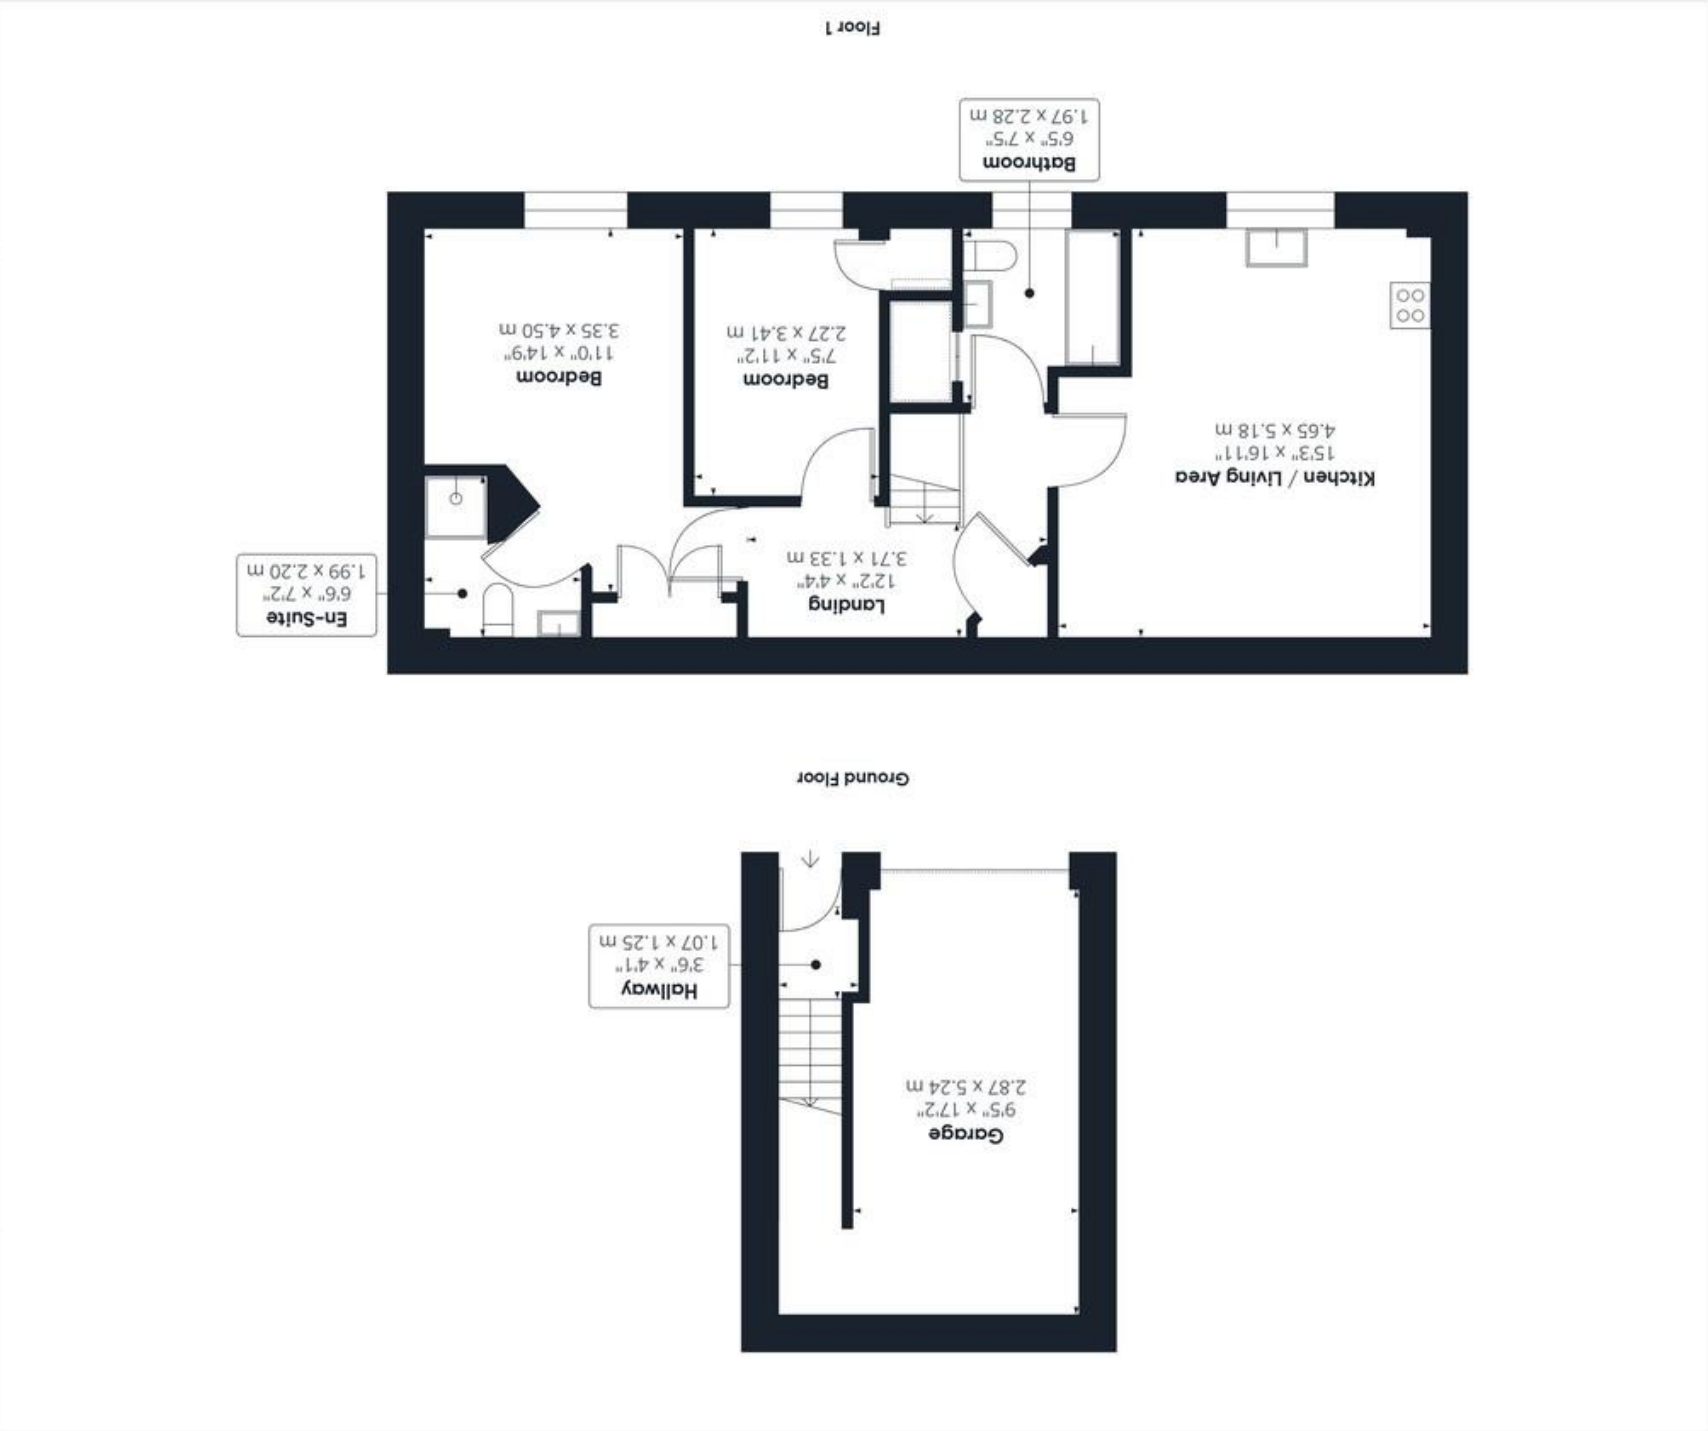 Garage
9'5" x 17'2"
2.87 x 5.24 m
Hallway
3'6" x 4'1"
1.07 x 1.25 m
Ground Floor
En-Suite
6'6" x 7'2"
1.99 x 2.20 m
Landing
12'2" x 4'4"
3.71 x 1.33 m
Kitchen / Living Area
15'3" x 16'11"
4.65 x 5.18 m
Bedroom
7'5" x 11'2"
2.27 x 3.41 m
Bedroom
11'0" x 14'9"
3.35 x 4.50 m
Bathroom
6'5" x 7'5"
1.97 x 2.28 m
Floor 1